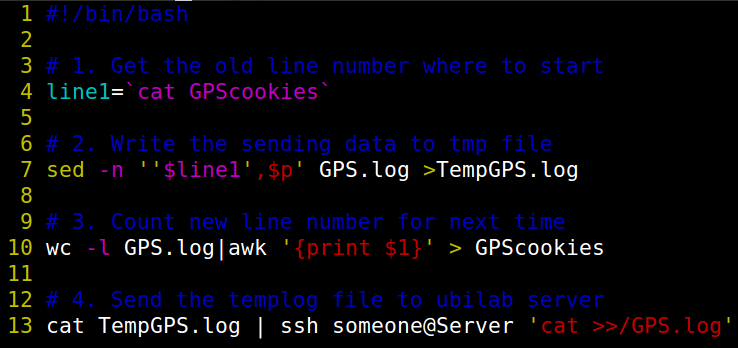 1 #!/bin/bash
2
3 # 1. Get the old line number where to start
4 line1=`cat GPScookies`
5
6 # 2. Write the sending data to tmp file
7 sed -n ''$line1',$p' GPS.log >TempGPS.log
8
9 # 3. Count new line number for next time
10 wc -l GPS.log|awk '{print $1}' > GPScookies
11
12 # 4. Send the templog file to ubilab server
13 cat TempGPS.log | ssh someone@Server 'cat >>/GPS.log'